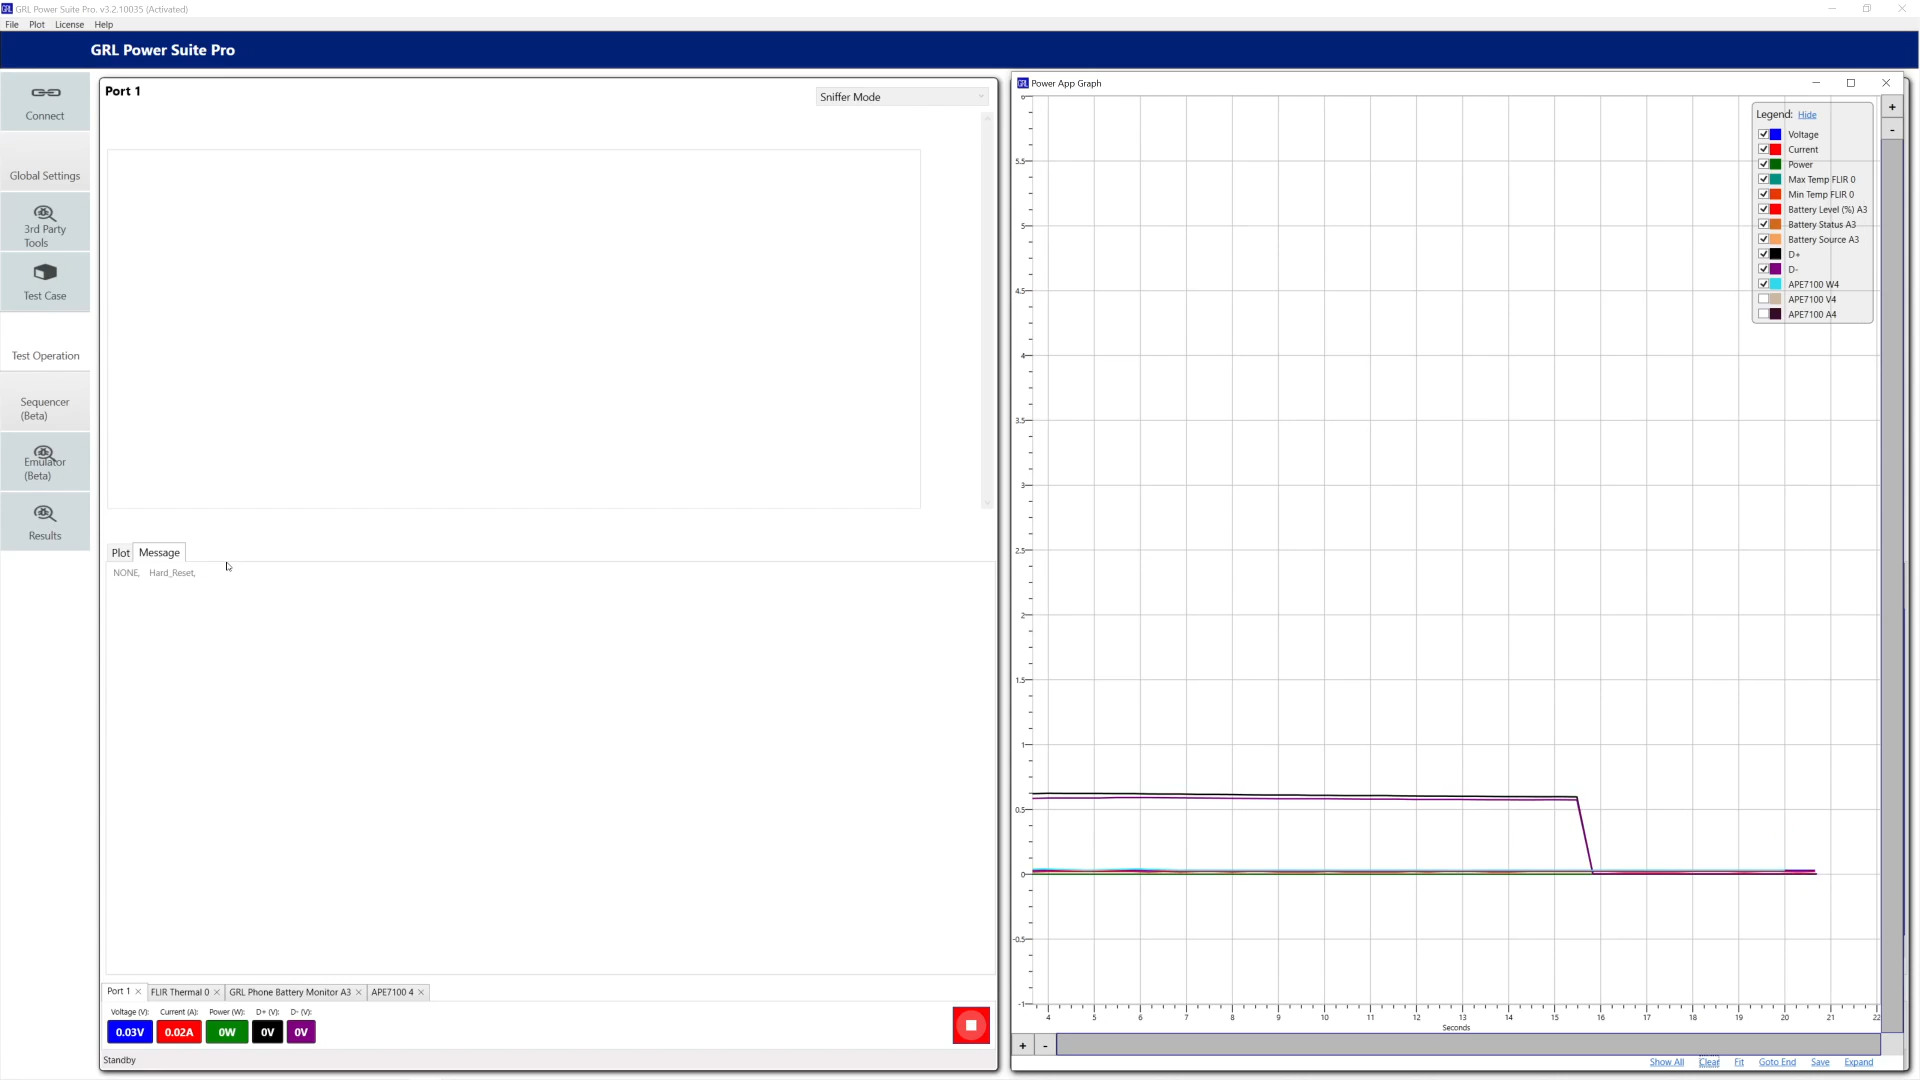 GRL Power Suite Pro. v3.2.10035 (Activated)
File Plot License Help
GRL Power Suite Pro
Connect
Global Settings
3rd Party
Tools
Test Case
Test Operation
Sequencer
(Beta)
Emulator
(Beta)
Results
Port 1
Sniffer Mode
Plot Message
NONE, Hard_Reset,
Port 1 FLIR Thermal 0 GRL Phone Battery Monitor A3 APE7100 4
Voltage (V): Current (A): Power (W): D+ (V): D- (V):
0.03V 0.02A 0W 0V 0V
Standby
GRL Power App Graph
+
-
Legend: Hide
Voltage
Current
Power
Max Temp FLIR 0
Min Temp FLIR 0
Battery Level (%) A3
Battery Status A3
Battery Source A3
D+
D-
APE7100 W4
APE7100 V4
APE7100 A4
6
5.5
5
4.5
4
3.5
3
2.5
2
1.5
1
0.5
0
-0.5
-1
4 5 6 7 8 9 10 11 12 13 14 15 16 17 18 19 20 21 22
Seconds
+ -
Show All Clear Fit Goto End Save Expand